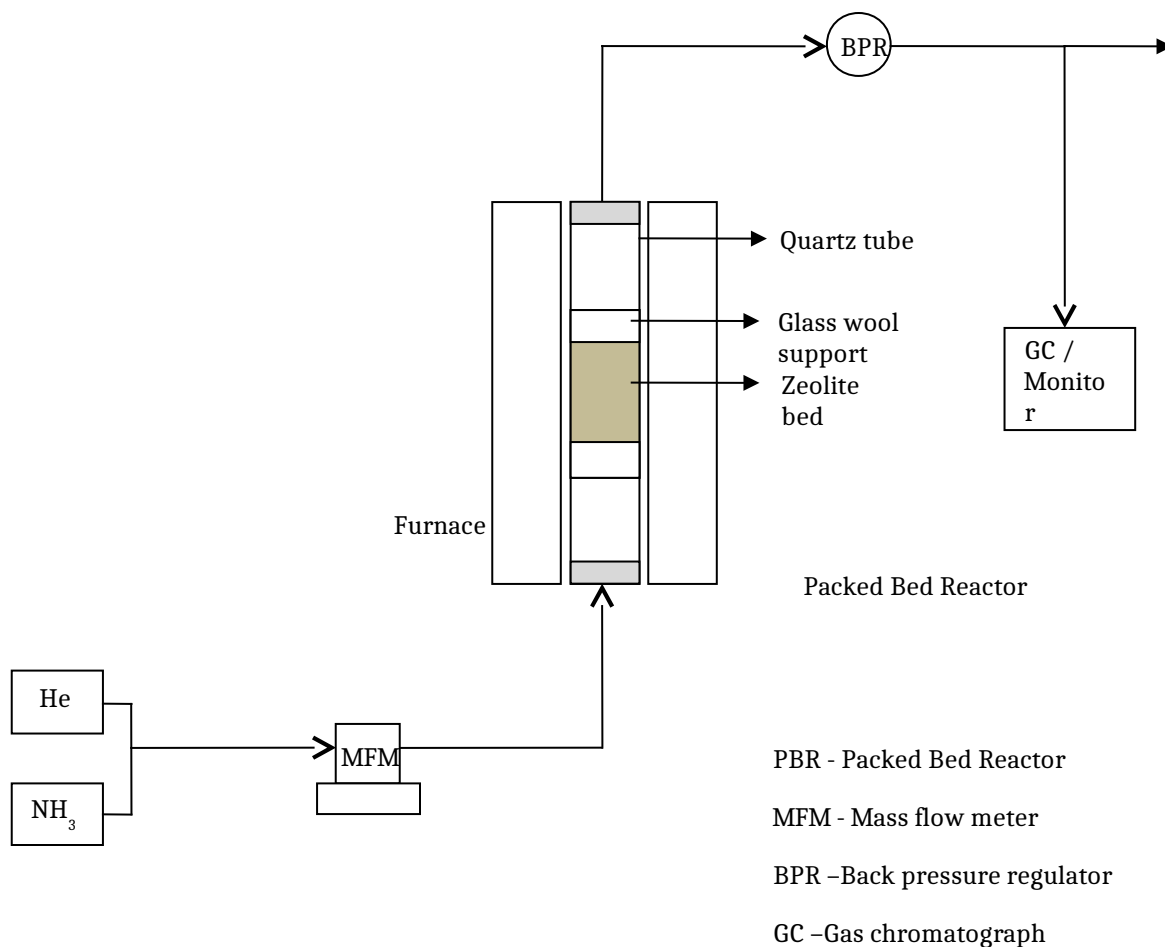 BPR
Quartz tube
Glass wool
support
Zeolite
bed
GC /
Monito
r
Furnace
Packed Bed Reactor
He
MFM
NH3
PBR - Packed Bed Reactor
MFM - Mass flow meter
BPR –Back pressure regulator
GC –Gas chromatograph